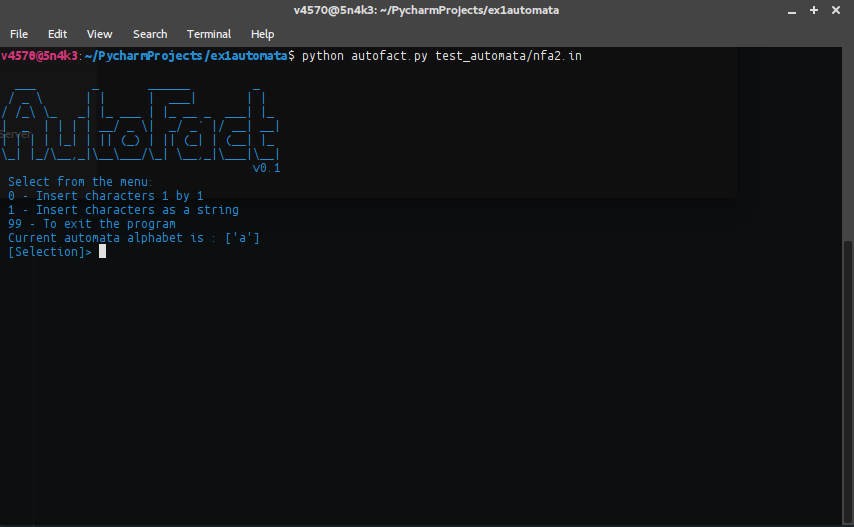 v4570@5n4k3: ~/PycharmProjects/ex1automata
File Edit View Search Terminal Help
v4570@5n4k3:~/PycharmProjects/ex1automata$ python autofact.py test_automata/nfa2.in
AutoFact
v0.1
Select from the menu:
0 - Insert characters 1 by 1
1 - Insert characters as a string
99 - To exit the program
Current automata alphabet is : ['a']
[Selection]>